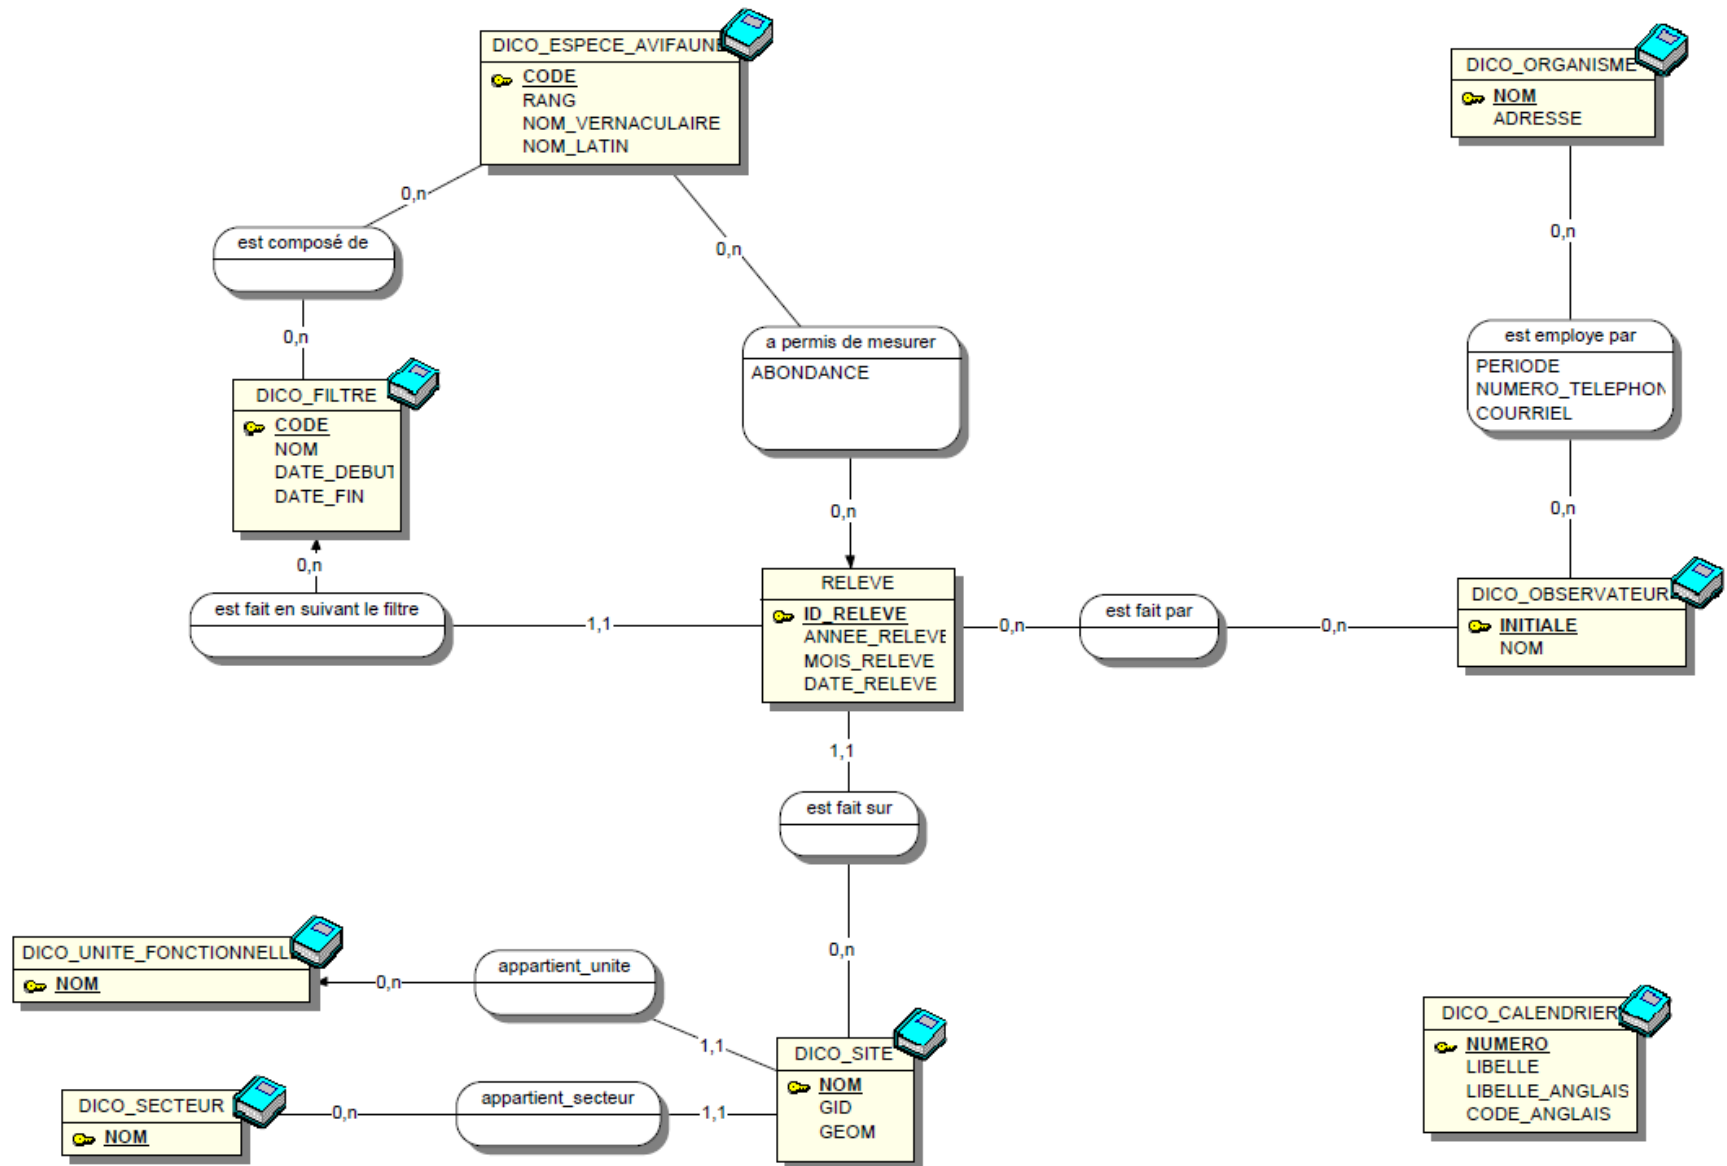 DICO_ESPECE_AVIFAUNE
CODE
RANG
NOM_VERNACULAIRE
NOM_LATIN
DICO_ORGANISME
NOM
ADRESSE
0,n
0,n
0,n
est composé de
0,n
a permis de mesurer
ABONDANCE
est employe par
PERIODE
NUMERO_TELEPHON
COURRIEL
DICO_FILTRE
CODE
NOM
DATE_DEBUT
DATE_FIN
0,n
0,n
0,n
est fait en suivant le filtre
1,1
RELEVE
ID_RELEVE
ANNEE_RELEVE
MOIS_RELEVE
DATE_RELEVE
0,n
est fait par
0,n
DICO_OBSERVATEUR
INITIALE
NOM
1,1
est fait sur
0,n
DICO_UNITE_FONCTIONNELL
NOM
0,n
appartient_unite
1,1
DICO_SITE
NOM
GID
GEOM
DICO_SECTEUR
NOM
0,n
appartient_secteur
1,1
DICO_CALENDRIER
NUMERO
LIBELLE
LIBELLE_ANGLAIS
CODE_ANGLAIS